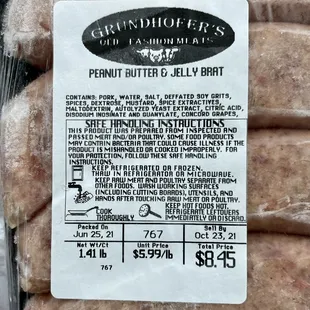 GRUNDHOFER'S
OLD FASHION MEATS
PEANUT BUTTER & JELLY BRAT
CONTAINS: PORK, WATER, SALT, DEFATTED SOY GRITS,
SPICES, DEXTROSE, MUSTARD, SPICE EXTRACTIVES,
MALTODEXTRIN, AUTOLYZED YEAST EXTRACT, CITRIC ACID,
DISODIUM INOSINATE AND GUANYLATE, CONCORD GRAPES,
SAFE HANDLING INSTRUCTIONS
THIS PRODUCT WAS PREPARED FROM INSPECTED AND
PASSED MEAT AND/OR POULTRY. SOME FOOD PRODUCTS
MAY CONTAIN BACTERIA THAT COULD CAUSE ILLNESS IF THE
PRODUCT IS MISHANDLED OR COOKED IMPROPERLY. FOR
YOUR PROTECTION, FOLLOW THESE SAFE HANDLING
INSTRUCTIONS.
KEEP REFRIGERATED OR FROZEN.
THAW IN REFRIGERATOR OR MICROWAVE.
KEEP RAW MEAT AND POULTRY SEPARATE FROM
OTHER FOODS. WASH WORKING SURFACES
(INCLUDING CUTTING BOARDS), UTENSILS, AND
HANDS AFTER TOUCHING RAW MEAT OR POULTRY.
COOK
THOROUGHLY
KEEP HOT FOODS HOT.
REFRIGERATE LEFTOVERS
IMMEDIATELY OR DISCARD.
Packed On
Jun 25, 21
767
Sell By
Oct 23, 21
Net Wt/Ct
1.41 lb
Unit Price
$5.99/lb
Total Price
$8.45
767